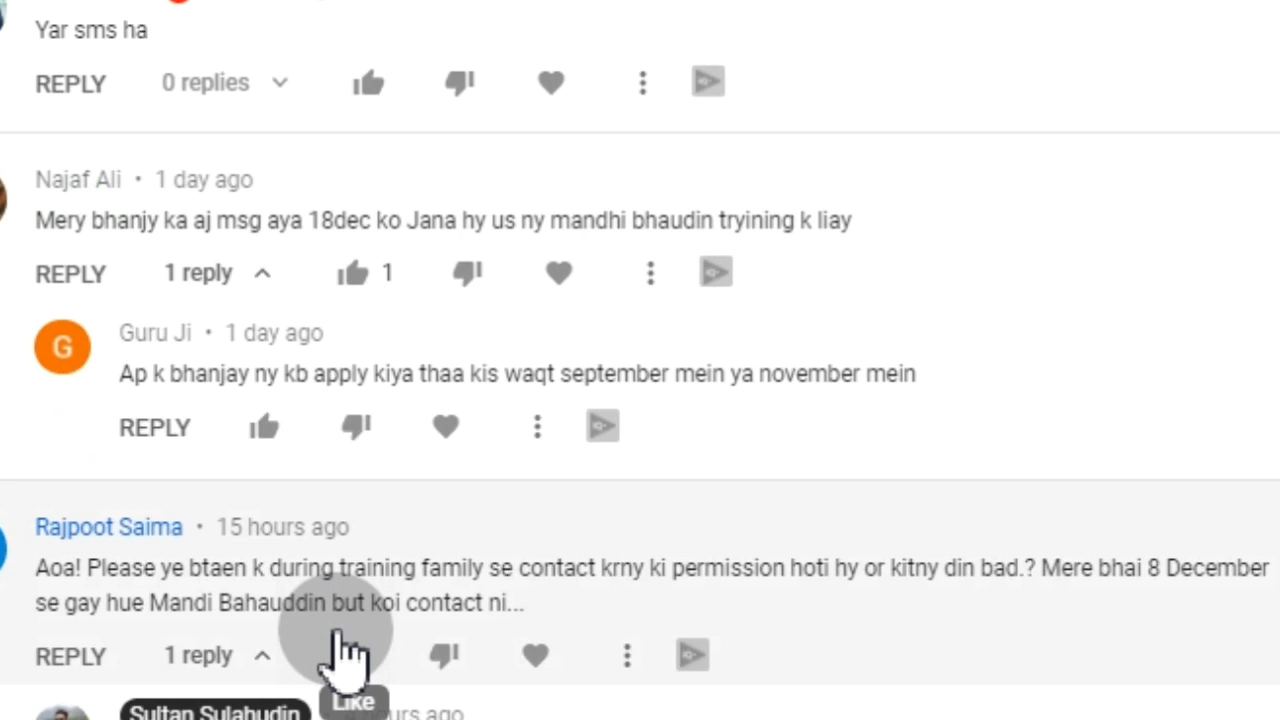 Yar sms ha
REPLY 0 replies
Najaf Ali • 1 day ago
Mery bhanjy ka aj msg aya 18dec ko Jana hy us ny mandhi bhaudin tryining k liay
REPLY 1 reply 1
G
Guru Ji • 1 day ago
Ap k bhanjay ny kb apply kiya thaa kis waqt september mein ya november mein
REPLY
Rajpoot Saima • 15 hours ago
Aoa! Please ye btaen k during training family se contact krny ki permission hoti hy or kitny din bad.? Mere bhai 8 December
se gay hue Mandi Bahauddin but koi contact ni...
REPLY 1 reply
Like
Sultan Sulahudin ago